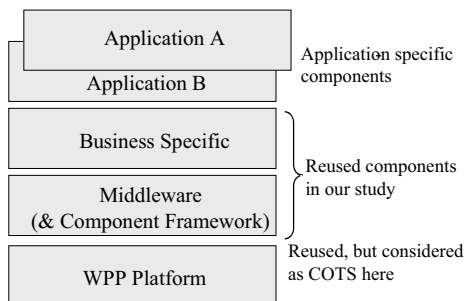 Application A
Application B
Application specific
components
Business Specific
Middleware
(& Component Framework)
Reused components
in our study
WPP Platform
Reused, but considered
as COTS here